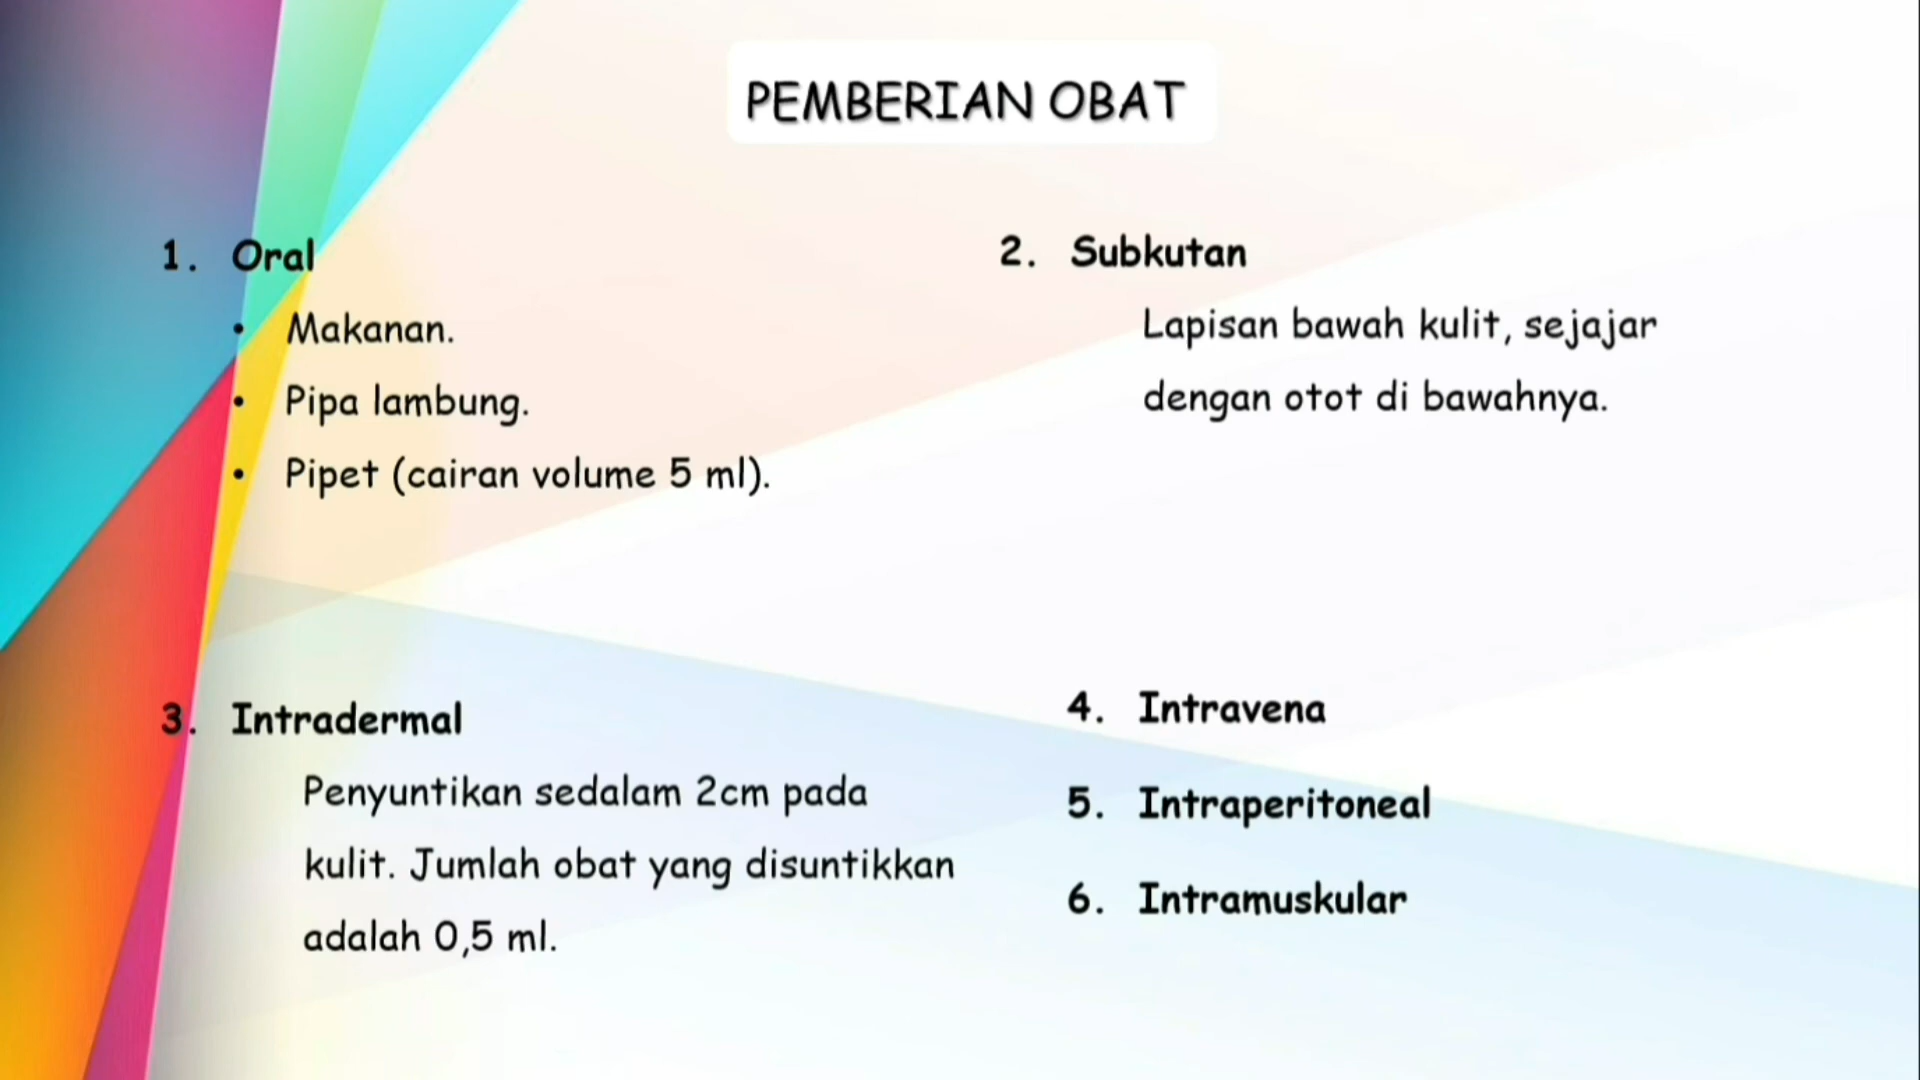 PEMBERIAN OBAT
1. Oral
• Makanan.
• Pipa lambung.
• Pipet (cairan volume 5 ml).
2. Subkutan
Lapisan bawah kulit, sejajar
dengan otot di bawahnya.
3. Intradermal
Penyuntikan sedalam 2cm pada
kulit. Jumlah obat yang disuntikkan
adalah 0,5 ml.
4. Intravena
5. Intraperitoneal
6. Intramuskular